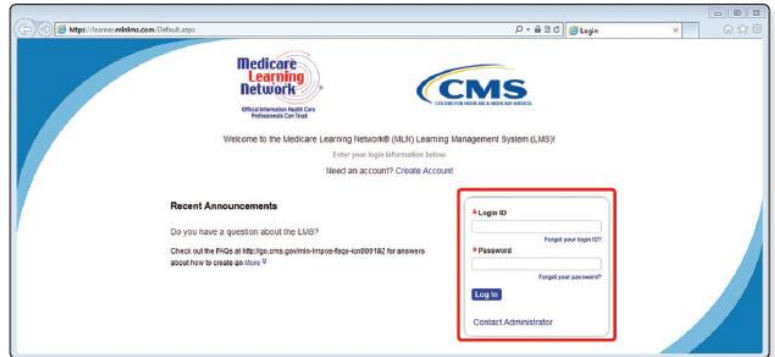 https://learner.mlnlms.com/Default.aspx
Login
Medicare
Learning
Network
Official Information Health Care
Professionals Can Trust
CMS
CENTERS FOR MEDICARE & MEDICAID SERVICES
Welcome to the Medicare Learning Network® (MLN) Learning Management System (LMS)!
Enter your login information below.
Need an account? Create Account
Recent Announcements
Do you have a question about the LMS?
Check out the FAQs at http://go.cms.gov/mln-lmpos-faqs-icn909182 for answers
about how to create an More
* Login ID
Forgot your login ID?
* Password
Forgot your password?
Log In
Contact Administrator